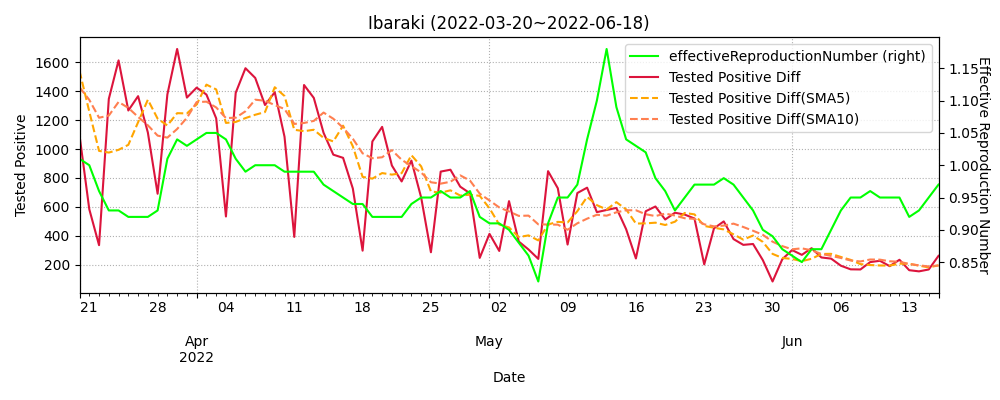 Ibaraki (2022-03-20~2022-06-18)
effectiveReproductionNumber (right)
Tested Positive Diff
Tested Positive Diff(SMA5)
Tested Positive Diff(SMA10)
Tested Positive
1600
1400
1200
1000
800
600
400
200
Effective Reproduction Number
1.15
1.10
1.05
1.00
0.95
0.90
0.85
21 28 04 11 18 25 02 09 16 23 30 06 13
Apr May Jun
2022
Date